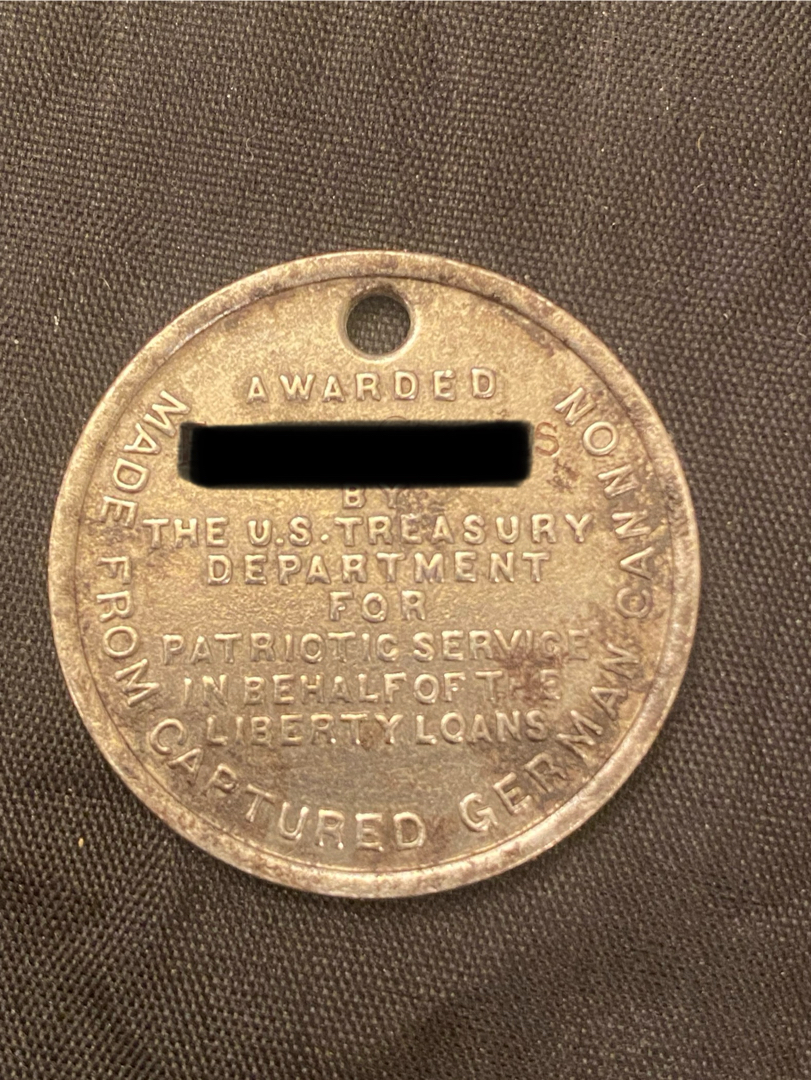 AWARDED
BY
THE U.S. TREASURY
DEPARTMENT
FOR
PATRIOTIC SERVICE
IN BEHALF OF THE
LIBERTY LOANS
MADE FROM CAPTURED GERMAN CANNON